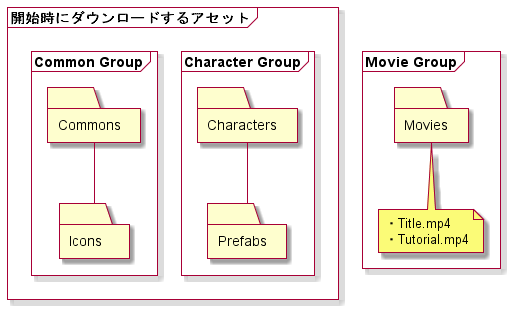 開始時にダウンロードするアセット
Common Group
Commons
Icons
Character Group
Characters
Prefabs
Movie Group
Movies
・Title.mp4
・Tutorial.mp4